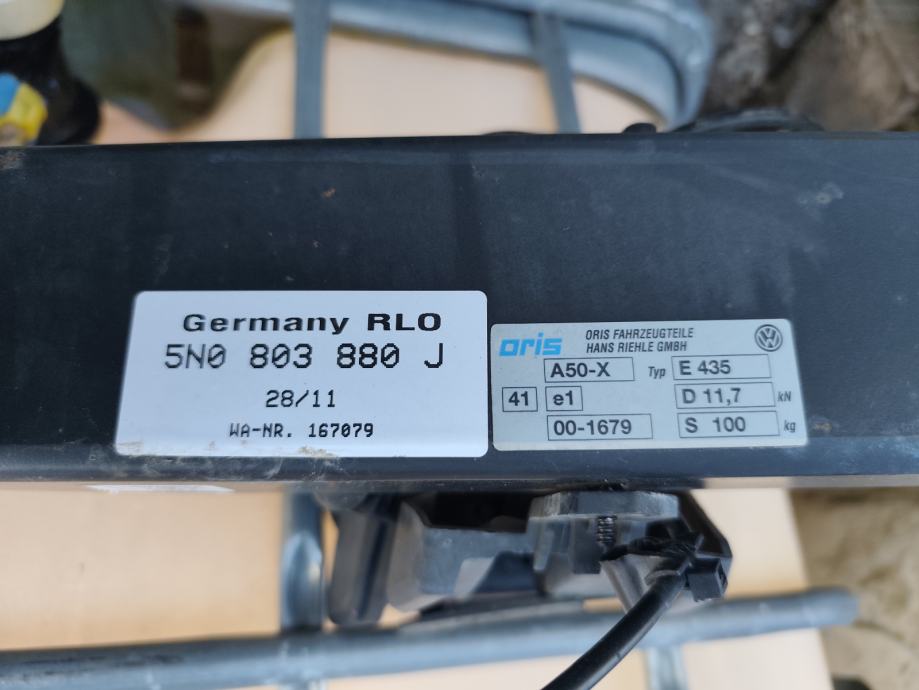 Germany RLO
5N0 803 880 J
28/11
WA-NR. 167079
oris
ORIS FAHRZEUGTEILE
HANS RIEHLE GMBH
A50-X Typ E 435
41 e1 D 11,7 kN
00-1679 S 100 kg